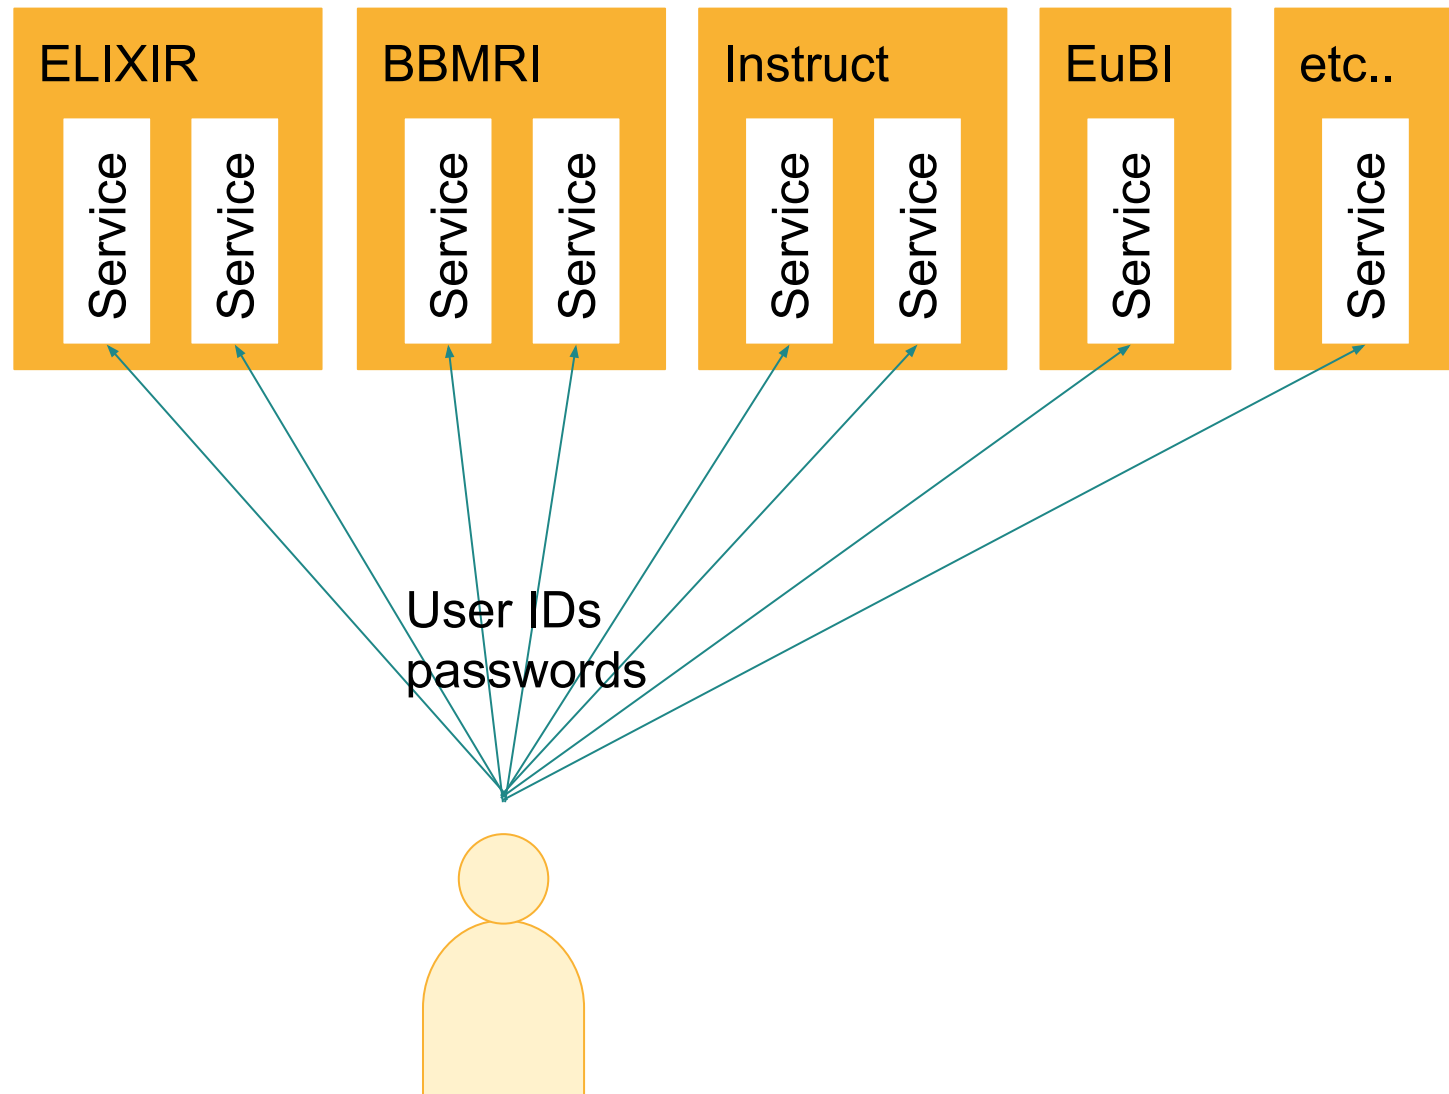 ELIXIR
Service
Service
BBMRI
Service
Service
Instruct
Service
Service
EuBI
Service
etc..
Service
User IDs
passwords